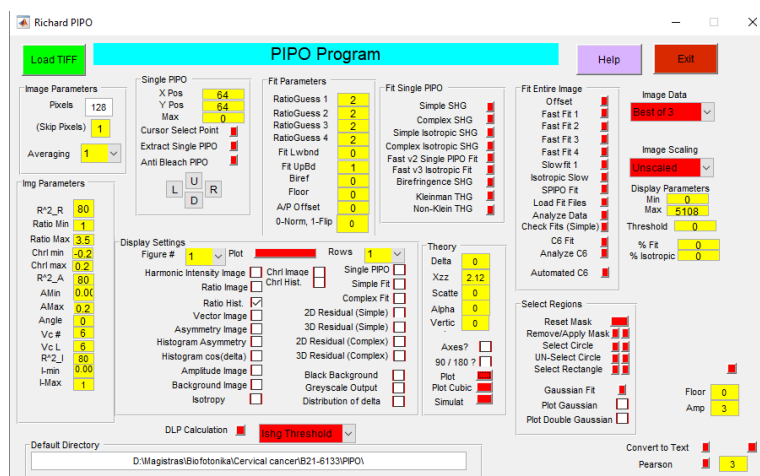 Richard PIPO
Load TIFF
PIPO Program
Help
Exit
Image Parameters
Pixels 128
(Skip Pixels) 1
Averaging 1
Single PIPO
X Pos 64
Y Pos 64
Max 0
Cursor Select Point
Extract Single PIPO
Anti Bleach PIPO
U
L R
D
Fit Parameters
RatioGuess 1 2
RatioGuess 2 2
RatioGuess 3 2
RatioGuess 4 2
Fit Lwbnd 0
Fit UpBd 1
Biref 0
Floor 0
A/P Offset 0
0-Norm, 1-Flip 0
Fit Single PIPO
Simple SHG
Complex SHG
Simple Isotropic SHG
Complex Isotropic SHG
Fast v2 Single PIPO Fit
Fast v3 Isotropic Fit
Birefringence SHG
Kleinman THG
Non-Klein THG
Fit Entire Image
Offset
Fast Fit 1
Fast Fit 2
Fast Fit 3
Fast Fit 4
Slowfit 1
Isotropic Slow
SPIPO Fit
Load Fit Files
Analyze Data
Check Fits (Simple)
C6 Fit
Analyze C6
Automated C6
Image Data
Best of 3
Image Scaling
Unscaled
Display Parameters
Min 0
Max 5108
Threshold 0
% Fit 0
% Isotropic 0
Img Parameters
R^2_R 80
Ratio Min 1
Ratio Max 3.5
Chrl min -0.2
Chrl max 0.2
R^2_A 80
AMin 0.00
AMax 0.2
Angle 0
Vc # 6
Vc L 6
R^2_I 80
I-min 0.00
I-Max 1
Display Settings
Figure # 1 Plot Rows 1
Harmonic Intensity Image
Ratio Image
Ratio Hist.
Vector Image
Asymmetry Image
Histogram Asymmetry
Histogram cos(delta)
Amplitude Image
Background Image
Isotropy
Chrl Image
Chrl Hist.
Single PIPO
Simple Fit
Complex Fit
2D Residual (Simple)
3D Residual (Simple)
2D Residual (Complex)
3D Residual (Complex)
Black Background
Greyscale Output
Distribution of delta
Theory
Delta 0
Xzz 2.12
Scatte 0
Alpha 0
Vertic 0
Axes?
90 / 180 ?
Plot
Plot Cubic
Simulat
Select Regions
Reset Mask
Remove/Apply Mask
Select Circle
UN-Select Circle
Select Rectangle
Gaussian Fit
Plot Gaussian
Plot Double Gaussian
Floor 0
Amp 3
DLP Calculation
Ishg Threshold
Default Directory
D:\Magistras\Biofotonika\Cervical cancer\B21-6133\PIPO\
Convert to Text
Pearson 3